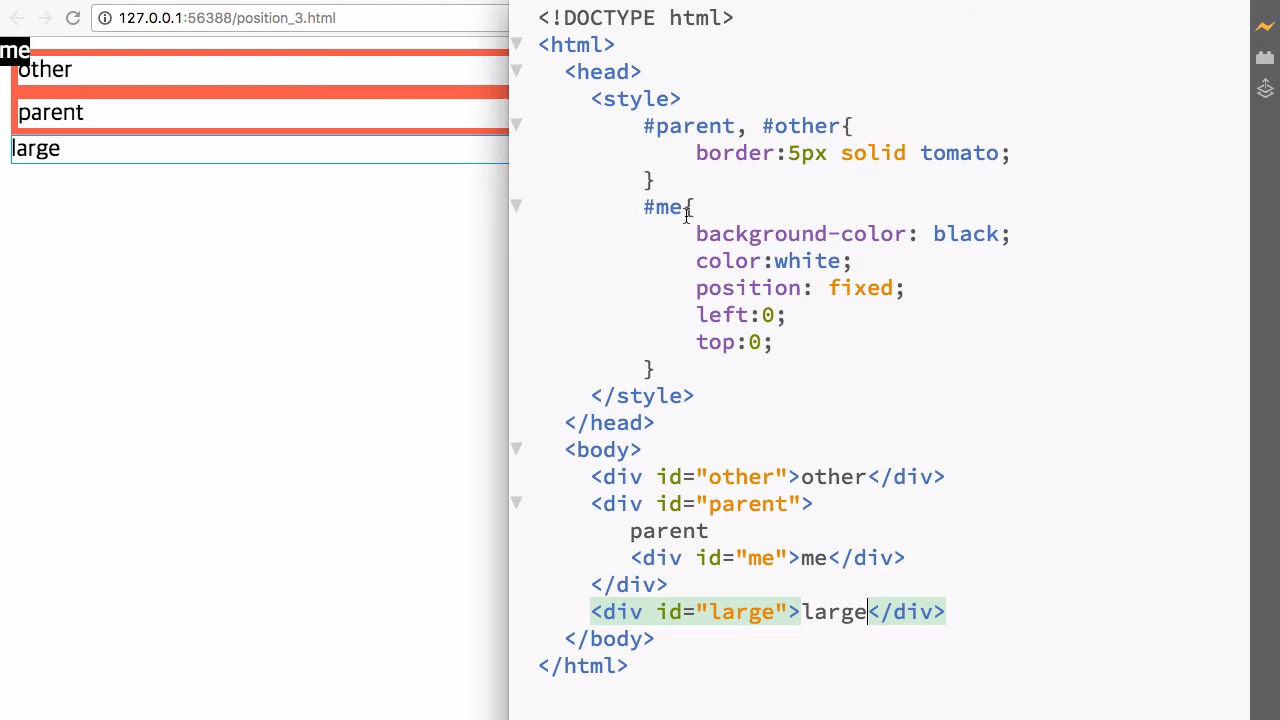 127.0.0.1:56388/position_3.html
me
other
parent
large
<!DOCTYPE html>
<html>
<head>
<style>
#parent, #other{
border:5px solid tomato;
}
#me{
background-color: black;
color:white;
position: fixed;
left:0;
top:0;
}
</style>
</head>
<body>
<div id="other">other</div>
<div id="parent">
parent
<div id="me">me</div>
</div>
<div id="large">large</div>
</body>
</html>